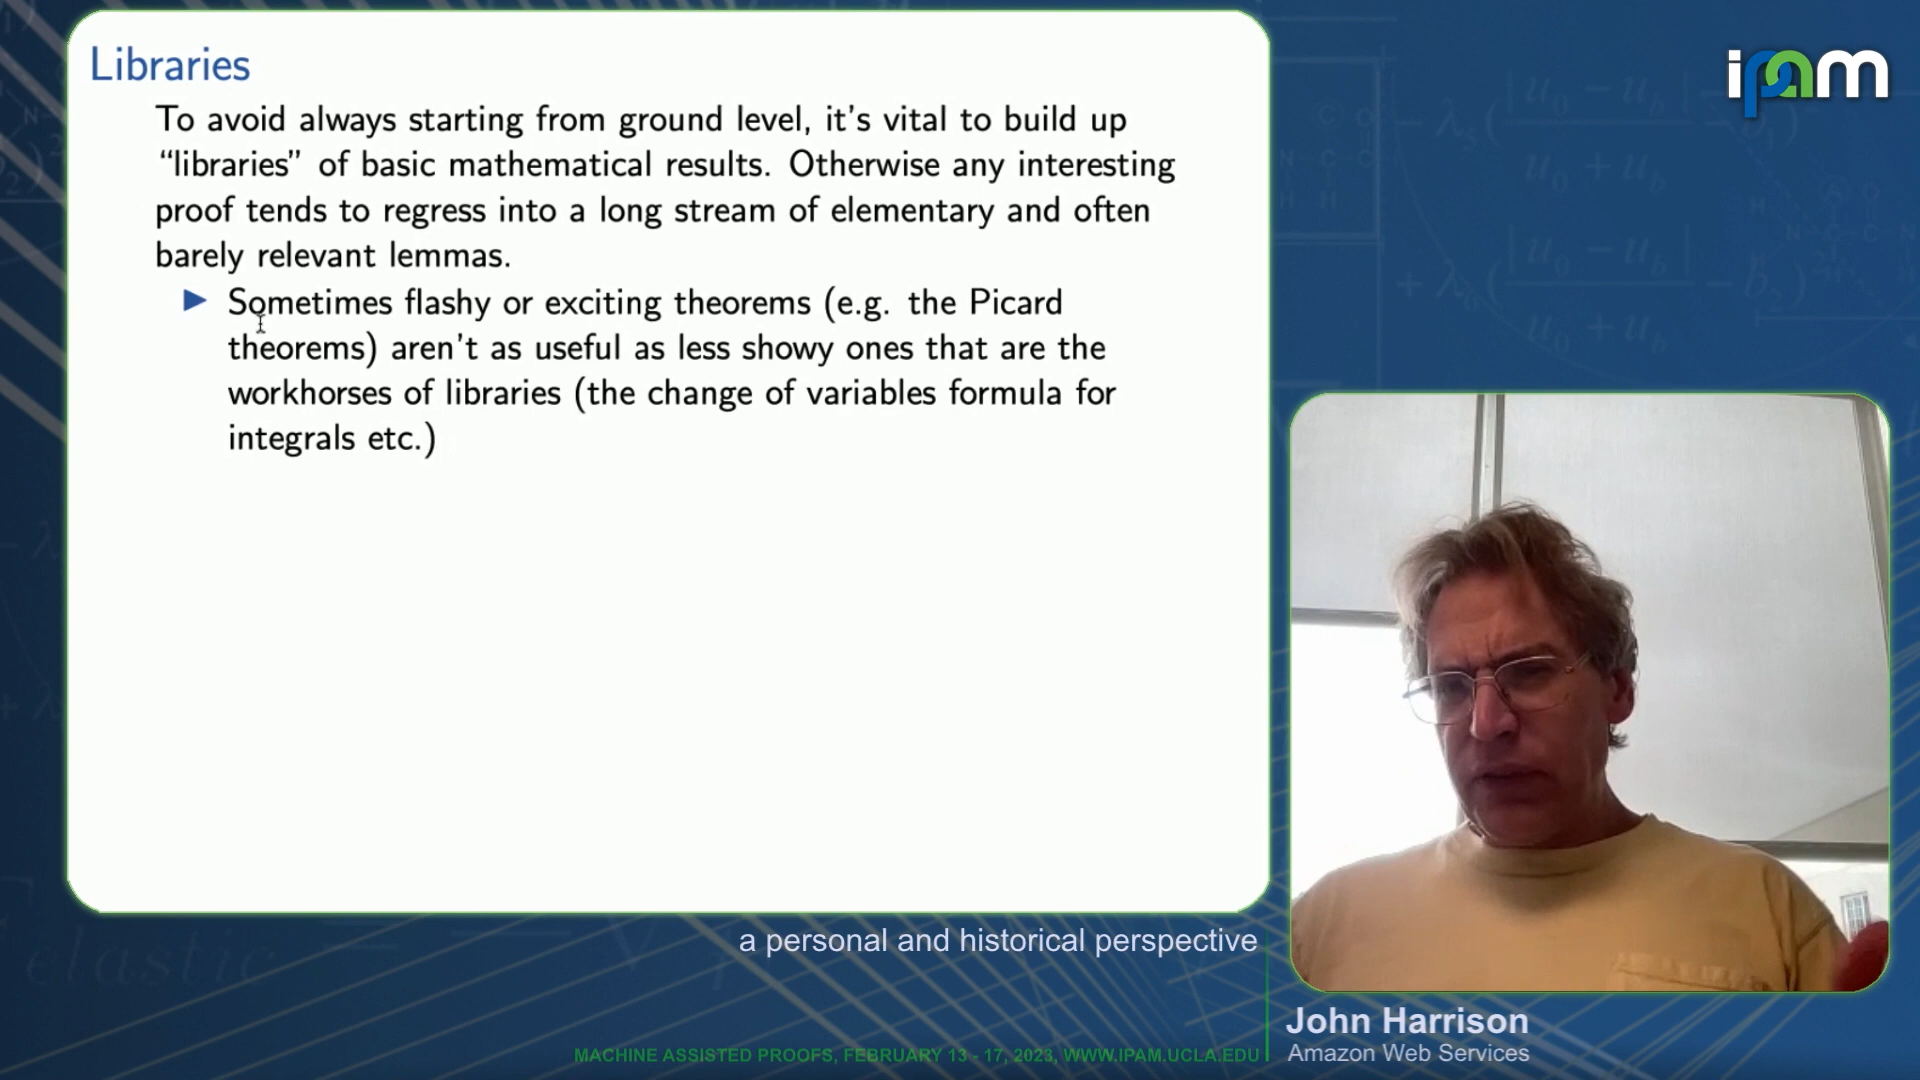 Libraries
To avoid always starting from ground level, it's vital to build up
“libraries” of basic mathematical results. Otherwise any interesting
proof tends to regress into a long stream of elementary and often
barely relevant lemmas.
Sometimes flashy or exciting theorems (e.g. the Picard
theorems) aren't as useful as less showy ones that are the
workhorses of libraries (the change of variables formula for
integrals etc.)
ipam
a personal and historical perspective
John Harrison
Amazon Web Services
MACHINE ASSISTED PROOFS, FEBRUARY 13 - 17, 2023, WWW.IPAM.UCLA.EDU
elastic